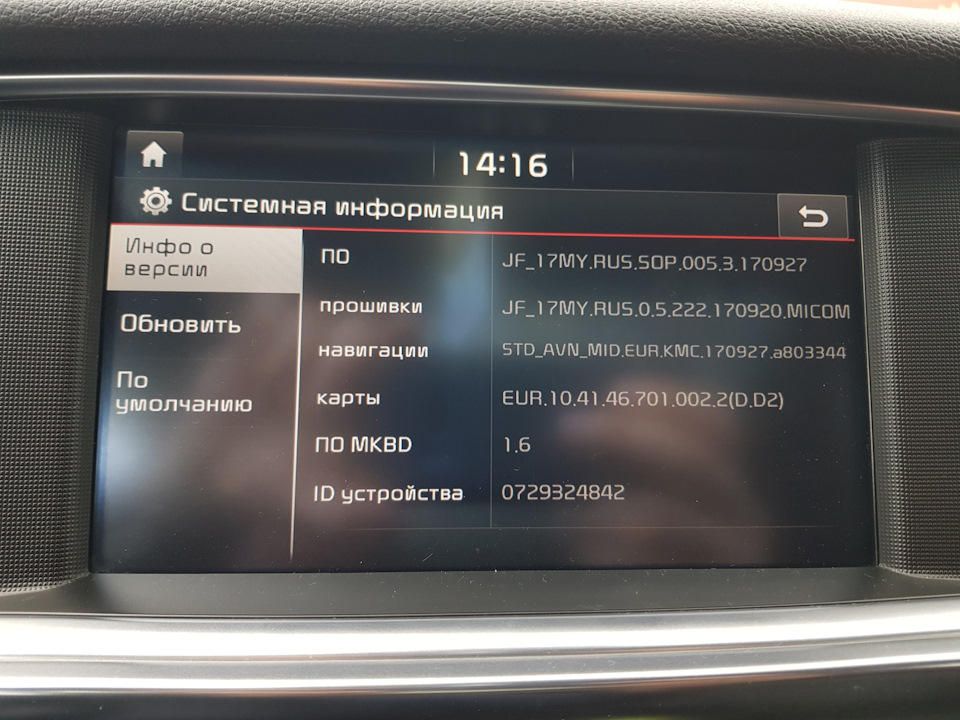 14:16
Системная информация
Инфо о
версии
Обновить
По
умолчанию
ПО JF_17MY.RUS.SOP.005.3.170927
прошивки JF_17MY.RUS.0.5.222.170920.MICOM
навигации STD_AVN_MID.EUR.KMC.170927.a803344
карты EUR.10.41.46.701.002.2(D.D2)
ПО MKBD 1.6
ID устройства 0729324842